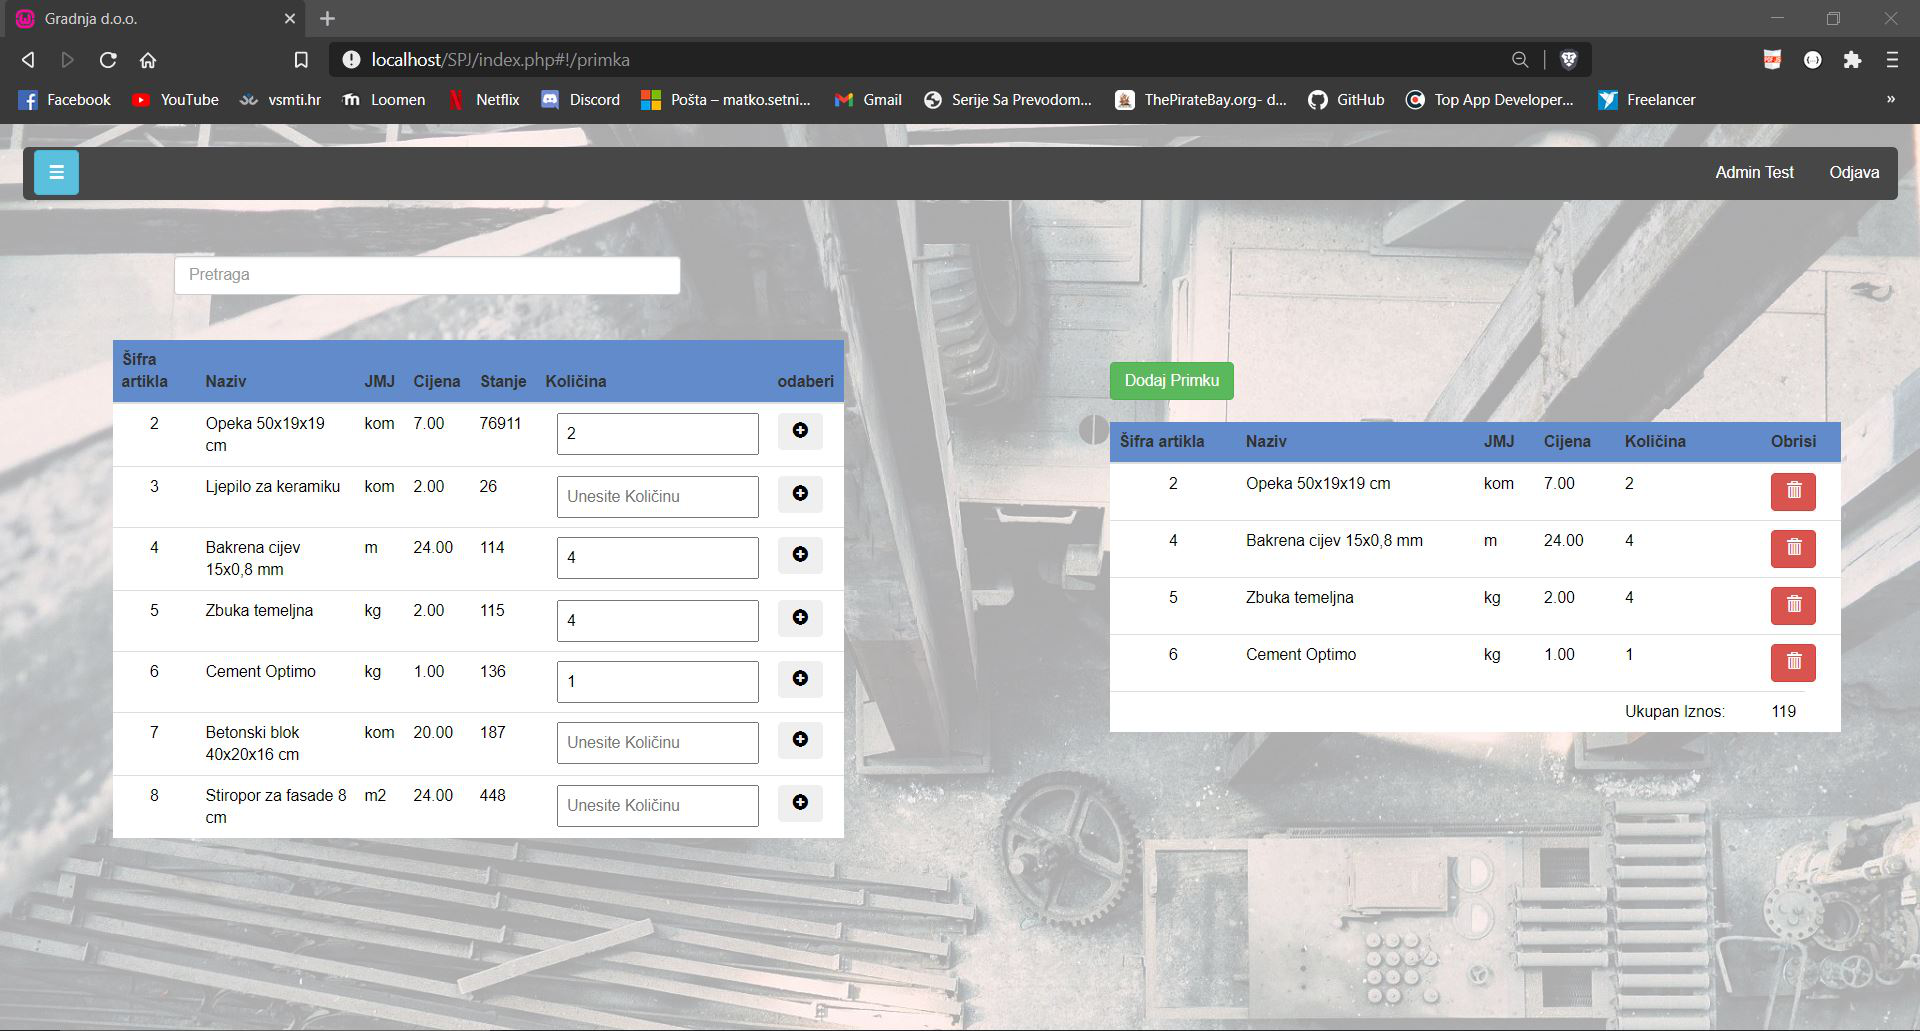 Gradnja d.o.o.
localhost/SPJ/index.php#!/primka
Facebook YouTube vsmti.hr Loomen Netflix Discord Pošta – matko.setni... Gmail Serije Sa Prevodom... ThePirateBay.org- d... GitHub Top App Developer... Freelancer »
Admin Test Odjava
Pretraga
Šifra artikla Naziv JMJ Cijena Stanje Količina odaberi
2 Opeka 50x19x19 cm kom 7.00 76911 2
3 Ljepilo za keramiku kom 2.00 26 Unesite Količinu
4 Bakrena cijev 15x0,8 mm m 24.00 114 4
5 Zbuka temeljna kg 2.00 115 4
6 Cement Optimo kg 1.00 136 1
7 Betonski blok 40x20x16 cm kom 20.00 187 Unesite Količinu
8 Stiropor za fasade 8 cm m2 24.00 448 Unesite Količinu
Dodaj Primku
Šifra artikla Naziv JMJ Cijena Količina Obrisi
2 Opeka 50x19x19 cm kom 7.00 2
4 Bakrena cijev 15x0,8 mm m 24.00 4
5 Zbuka temeljna kg 2.00 4
6 Cement Optimo kg 1.00 1
Ukupan Iznos: 119